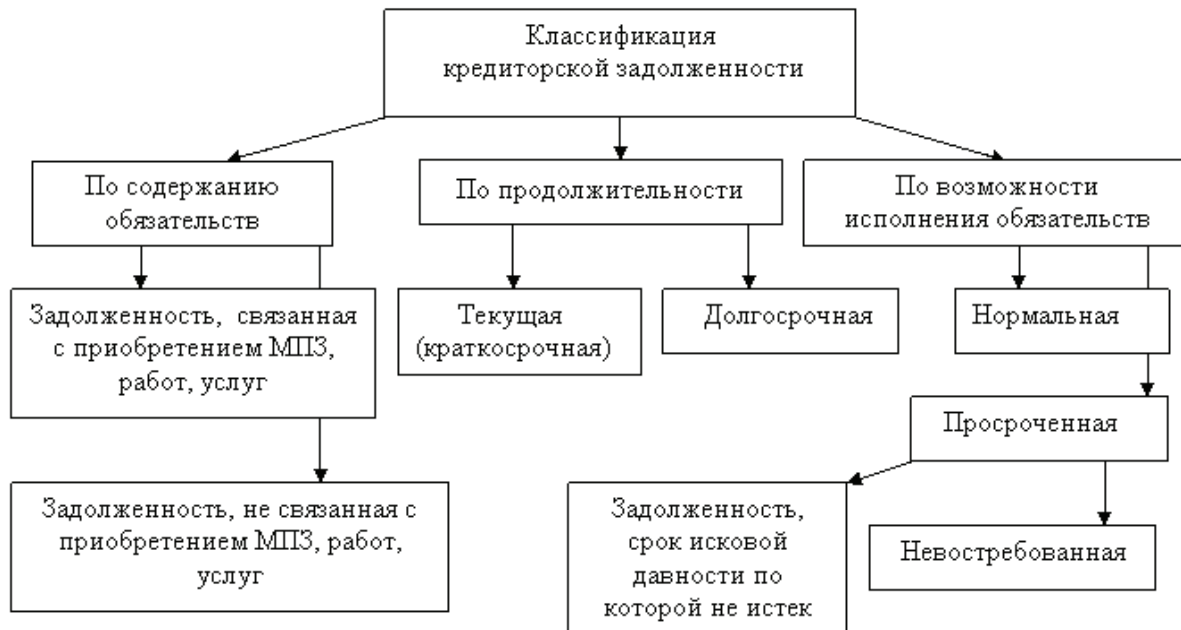 Классификация
кредиторской задолженности
По содержанию
обязательств
По продолжительности
По возможности
исполнения обязательств
Задолженность, связанная
с приобретением МПЗ,
работ, услуг
Текущая
(краткосрочная)
Долгосрочная
Нормальная
Просроченная
Задолженность, не связанная с
приобретением МПЗ, работ,
услуг
Задолженность,
срок исковой
давности по
которой не истек
Невостребованная